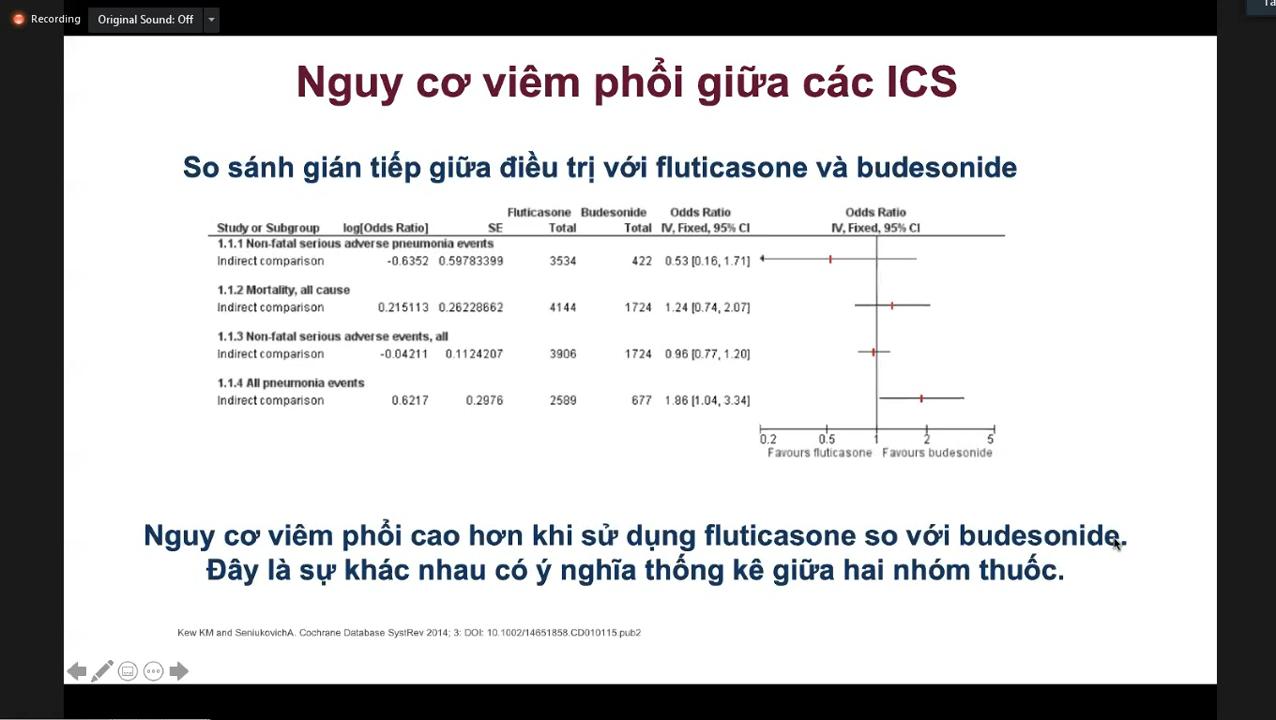 Recording
Original Sound: Off
Ta
Nguy cơ viêm phổi giữa các ICS
So sánh gián tiếp giữa điều trị với fluticasone và budesonide
Fluticasone Budesonide Odds Ratio Odds Ratio
Study or Subgroup log[Odds Ratio] SE Total Total IV, Fixed, 95% CI IV, Fixed, 95% CI
1.1.1 Non-fatal serious adverse pneumonia events
Indirect comparison -0.6352 0.59783399 3534 422 0.53 [0.16, 1.71]
1.1.2 Mortality, all cause
Indirect comparison 0.215113 0.26228662 4144 1724 1.24 [0.74, 2.07]
1.1.3 Non-fatal serious adverse events, all
Indirect comparison -0.04211 0.1124207 3906 1724 0.96 [0.77, 1.20]
1.1.4 All pneumonia events
Indirect comparison 0.6217 0.2976 2589 677 1.86 [1.04, 3.34]
0.2 0.5 1 2 5
Favours fluticasone Favours budesonide
Nguy cơ viêm phổi cao hơn khi sử dụng fluticasone so với budesonide.
Đây là sự khác nhau có ý nghĩa thống kê giữa hai nhóm thuốc.
Kew KM and SeniukovichA. Cochrane Database SystRev 2014; 3: DOI: 10.1002/14651858.CD010115.pub2